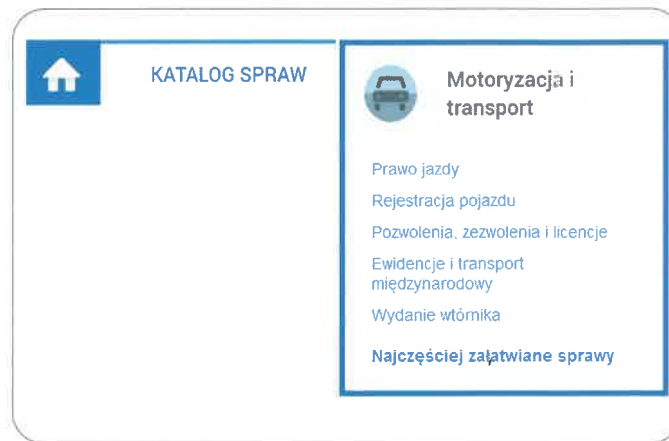 KATALOG SPRAW
Motoryzacja i
transport
Prawo jazdy
Rejestracja pojazdu
Pozwolenia, zezwolenia i licencje
Ewidencje i transport
międzynarodowy
Wydanie wtórnika
Najczęściej załatwiane sprawy